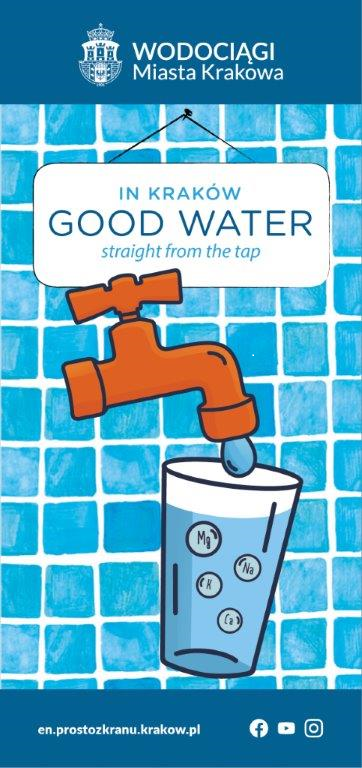 WODOCIĄGI
Miasta Krakowa
IN KRAKÓW
GOOD WATER
straight from the tap
Mg
Na
K
Ca
en.prostozkranu.krakow.pl